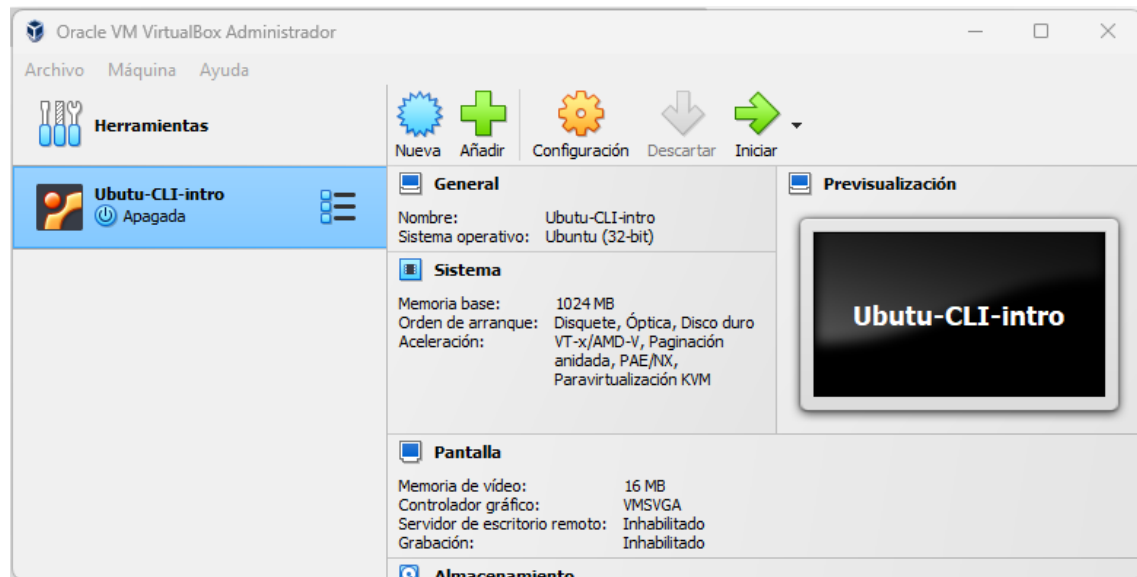 Oracle VM VirtualBox Administrador
Archivo Máquina Ayuda
Herramientas
Nueva Añadir Configuración Descartar Iniciar
Ubutu-CLI-intro
Apagada
General
Nombre: Ubutu-CLI-intro
Sistema operativo: Ubuntu (32-bit)
Sistema
Memoria base: 1024 MB
Orden de arranque: Disquete, Óptica, Disco duro
Aceleración: VT-x/AMD-V, Paginación
anidada, PAE/NX,
Paravirtualización KVM
Previsualización
Ubutu-CLI-intro
Pantalla
Memoria de vídeo: 16 MB
Controlador gráfico: VMSVGA
Servidor de escritorio remoto: Inhabilitado
Grabación: Inhabilitado
Almacenamiento